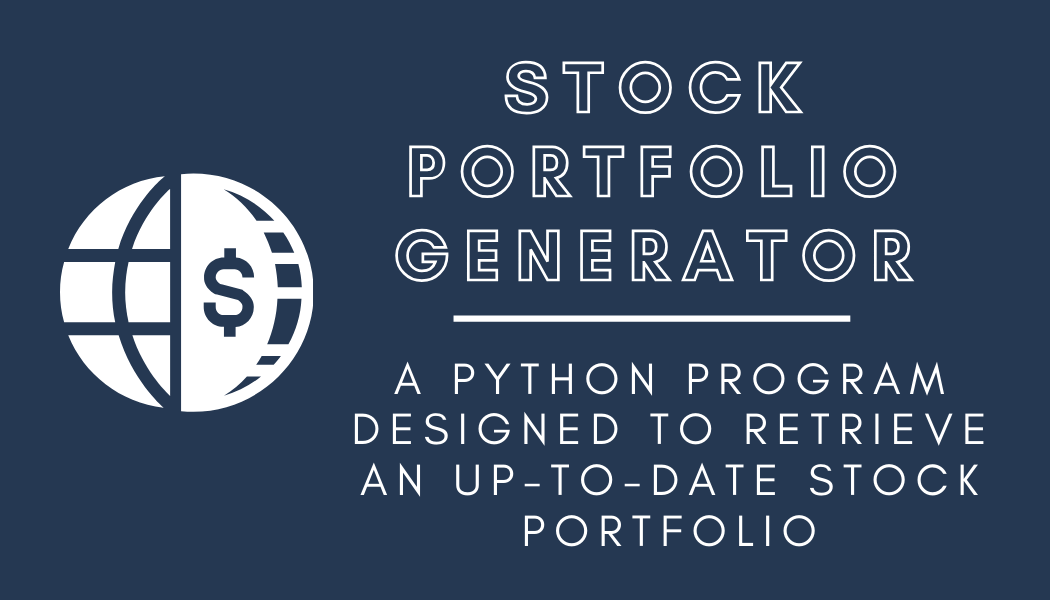 STOCK
PORTFOLIO
GENERATOR
$
A PYTHON PROGRAM
DESIGNED TO RETRIEVE
AN UP-TO-DATE STOCK
PORTFOLIO